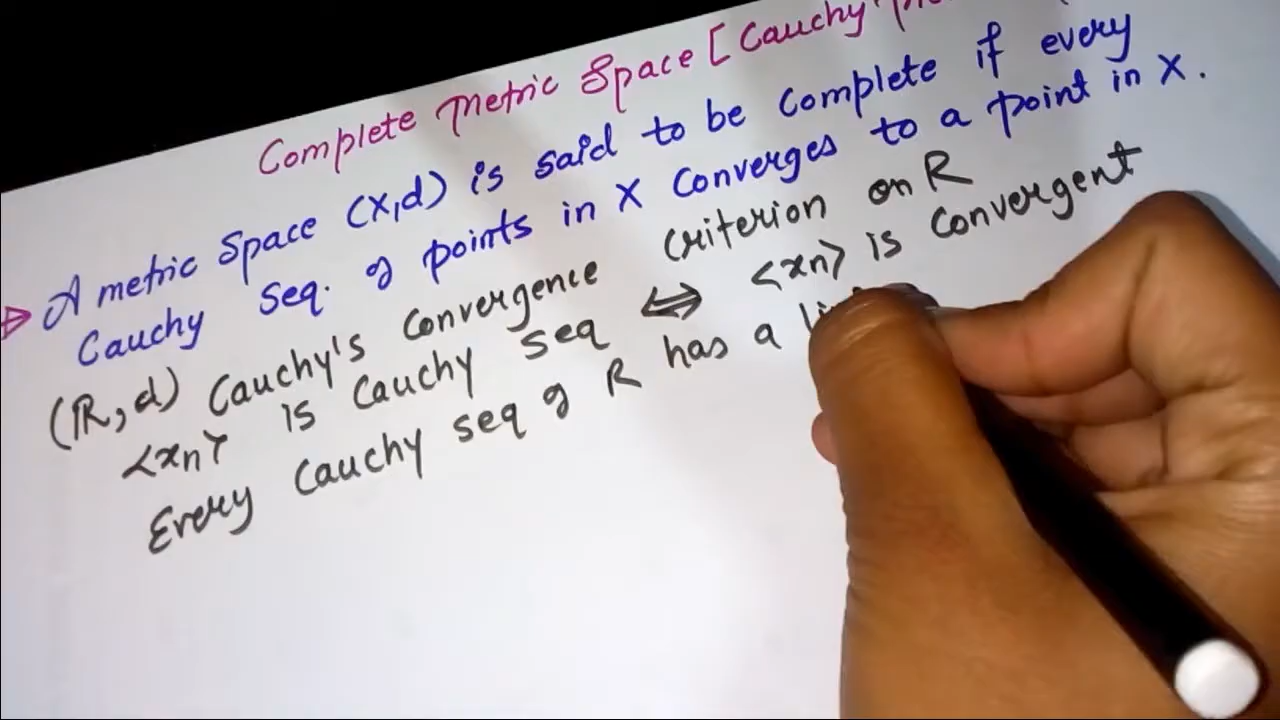 Complete Metric Space [Cauchy
A metric Space (X,d) is said to be complete if every
Cauchy seq. of points in X converges to a point in X.
(R,d) Cauchy's convergence criterion on R
<xn> is Cauchy seq ⇔ <xn> is convergent
Every Cauchy seq of R has a